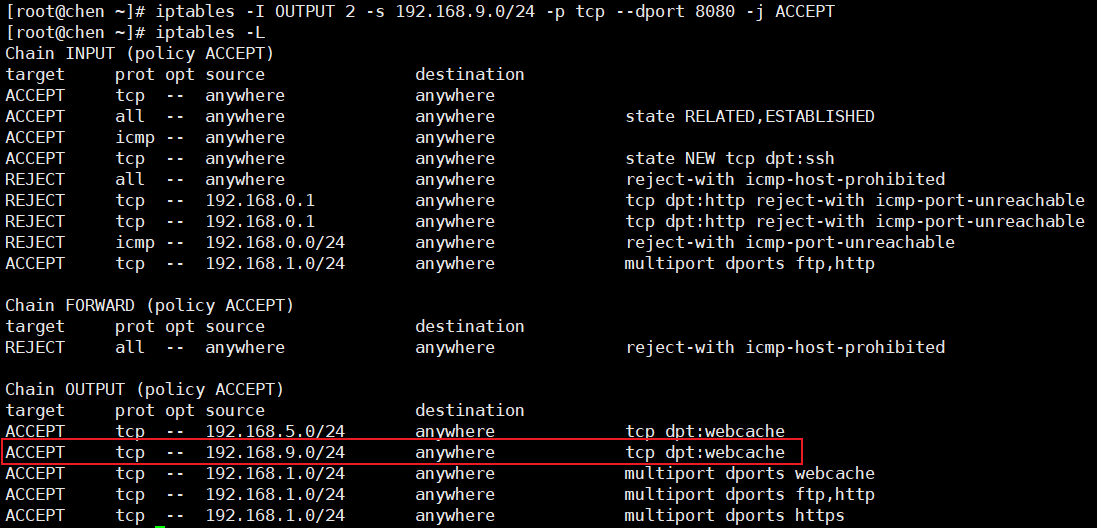 [root@chen ~]# iptables -I OUTPUT 2 -s 192.168.9.0/24 -p tcp --dport 8080 -j ACCEPT
[root@chen ~]# iptables -L
Chain INPUT (policy ACCEPT)
target     prot opt source               destination
ACCEPT     tcp  --  anywhere             anywhere
ACCEPT     all  --  anywhere             anywhere             state RELATED,ESTABLISHED
ACCEPT     icmp --  anywhere             anywhere
ACCEPT     tcp  --  anywhere             anywhere             state NEW tcp dpt:ssh
REJECT     all  --  anywhere             anywhere             reject-with icmp-host-prohibited
REJECT     tcp  --  192.168.0.1          anywhere             tcp dpt:http reject-with icmp-port-unreachable
REJECT     tcp  --  192.168.0.1          anywhere             tcp dpt:http reject-with icmp-port-unreachable
REJECT     icmp --  192.168.0.0/24       anywhere             reject-with icmp-port-unreachable
ACCEPT     tcp  --  192.168.1.0/24       anywhere             multiport dports ftp,http
Chain FORWARD (policy ACCEPT)
target     prot opt source               destination
REJECT     all  --  anywhere             anywhere             reject-with icmp-host-prohibited
Chain OUTPUT (policy ACCEPT)
target     prot opt source               destination
ACCEPT     tcp  --  192.168.5.0/24       anywhere             tcp dpt:webcache
ACCEPT     tcp  --  192.168.9.0/24       anywhere             tcp dpt:webcache
ACCEPT     tcp  --  192.168.1.0/24       anywhere             multiport dports webcache
ACCEPT     tcp  --  192.168.1.0/24       anywhere             multiport dports ftp,http
ACCEPT     tcp  --  192.168.1.0/24       anywhere             multiport dports https